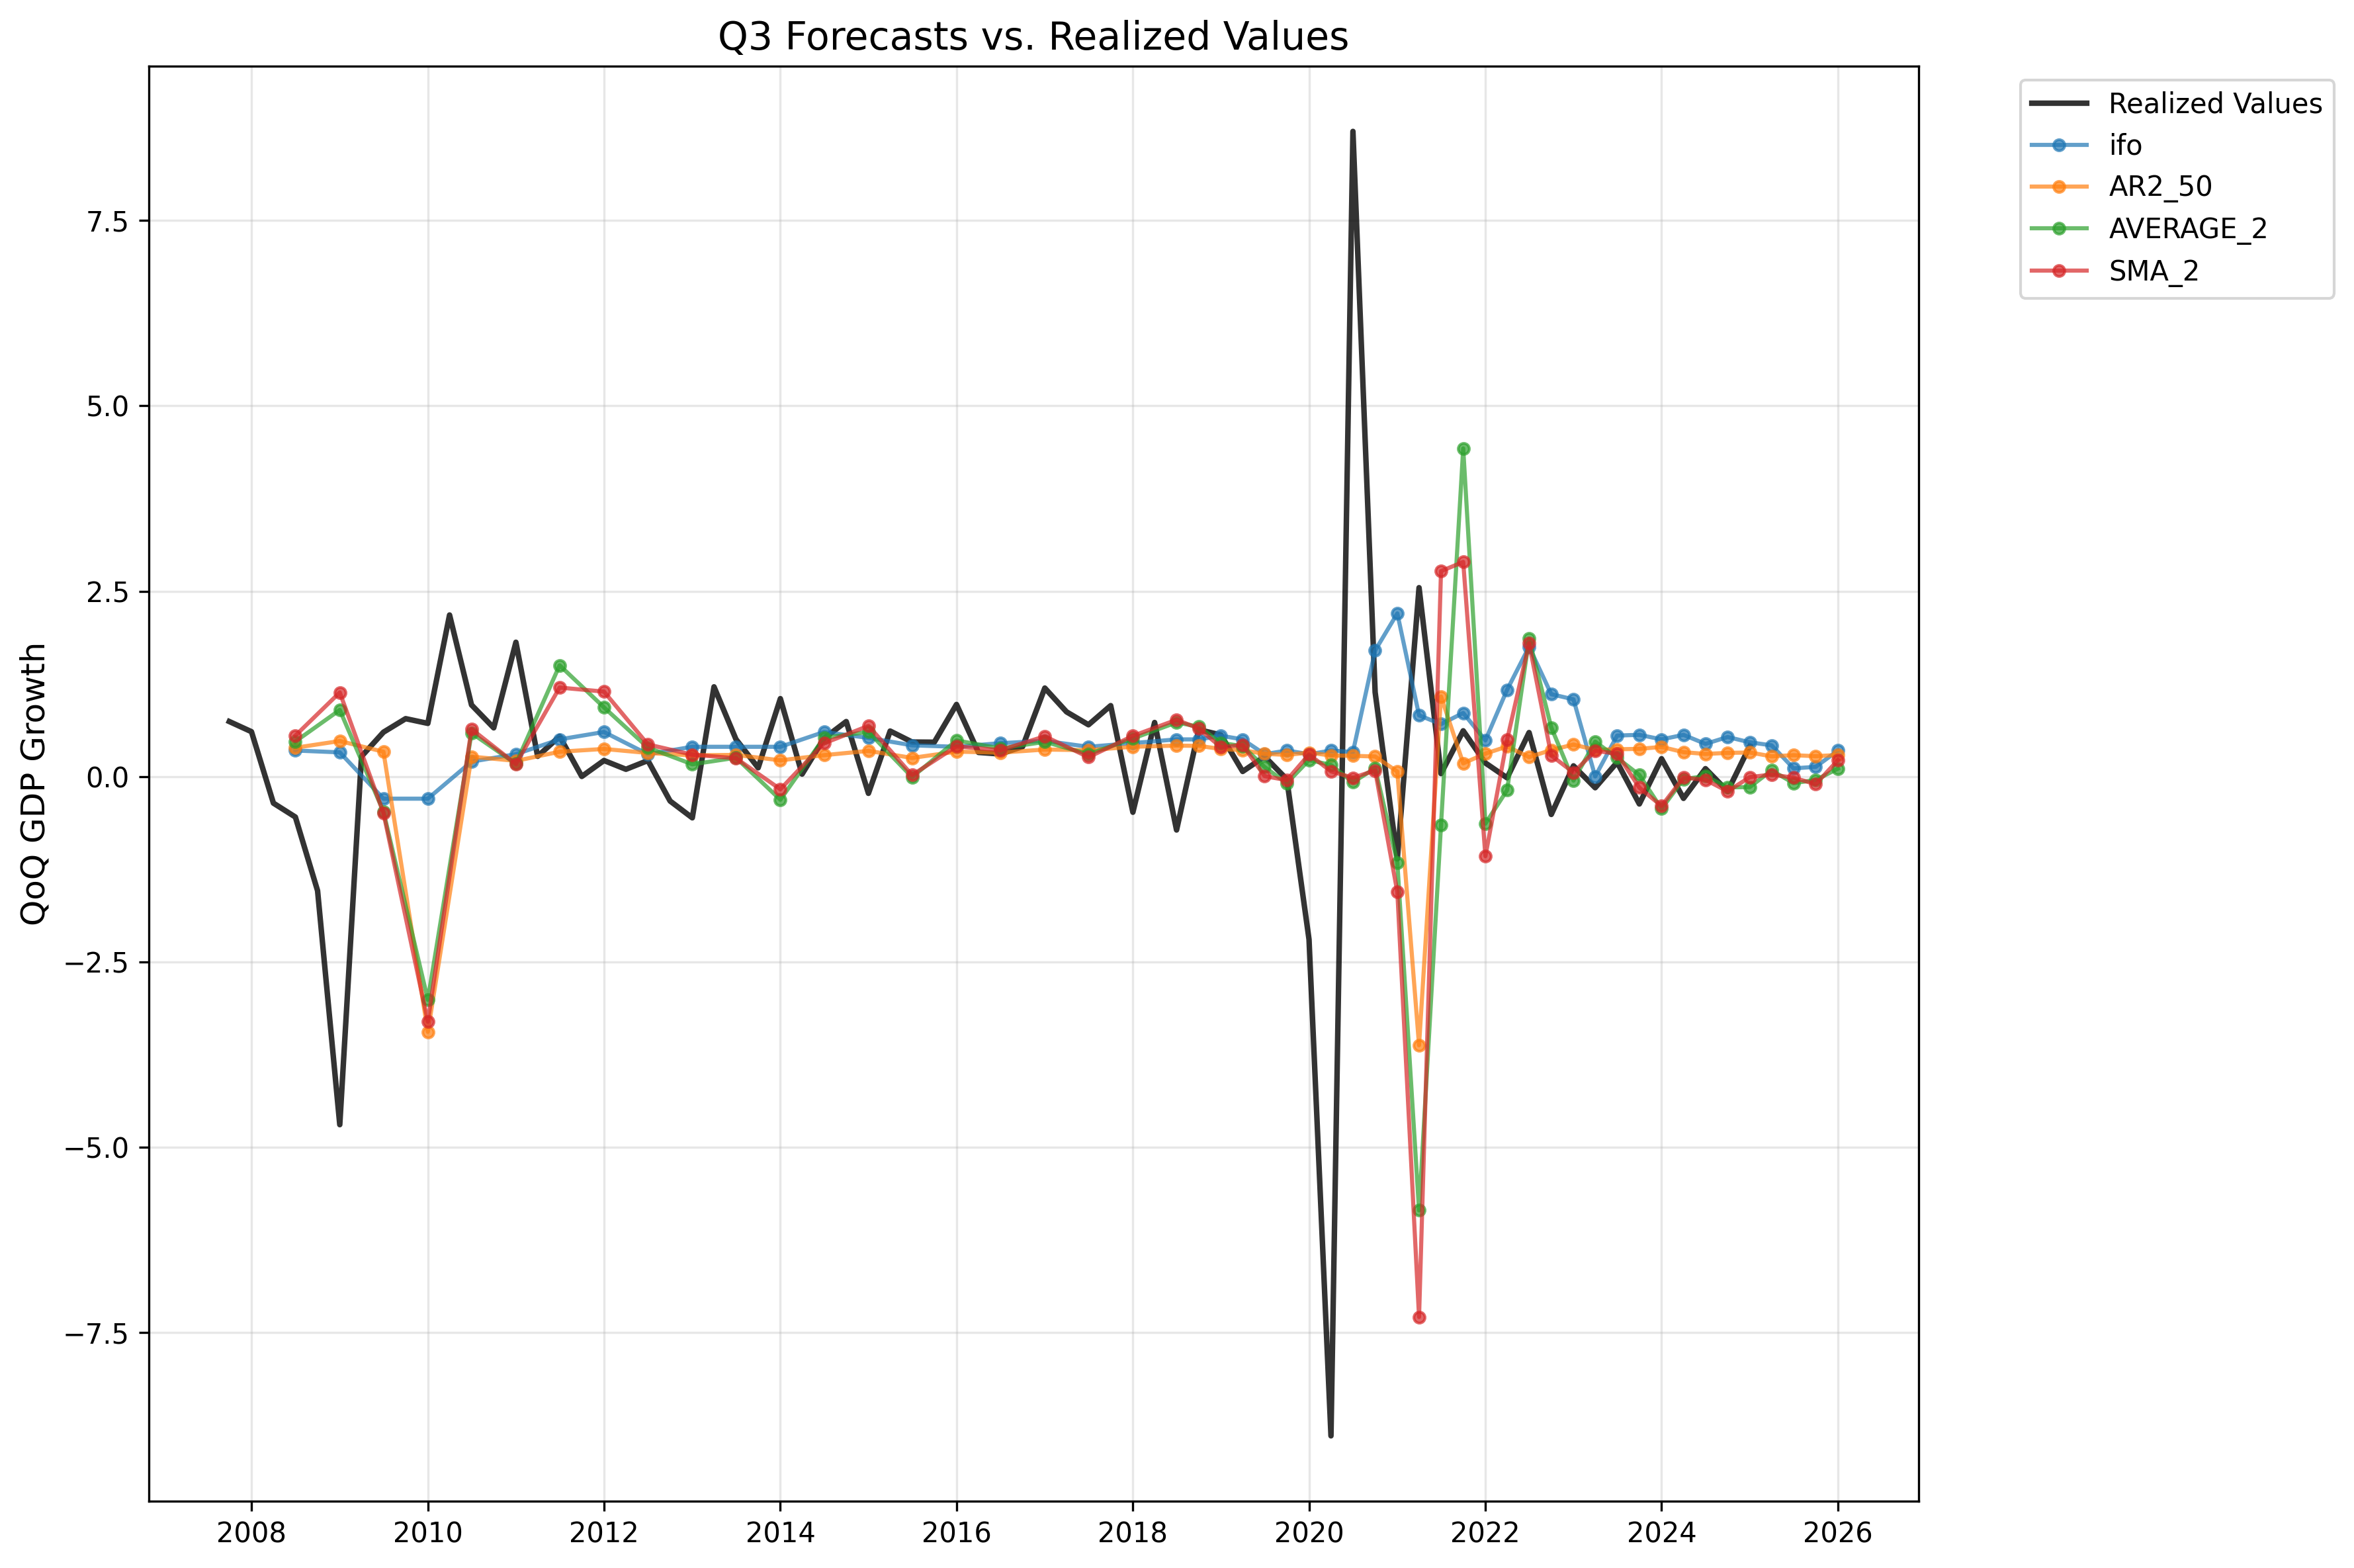 Q3 Forecasts vs. Realized Values
Realized Values
ifo
AR2_50
AVERAGE_2
SMA_2
QoQ GDP Growth
7.5
5.0
2.5
0.0
−2.5
−5.0
−7.5
2008 2010 2012 2014 2016 2018 2020 2022 2024 2026